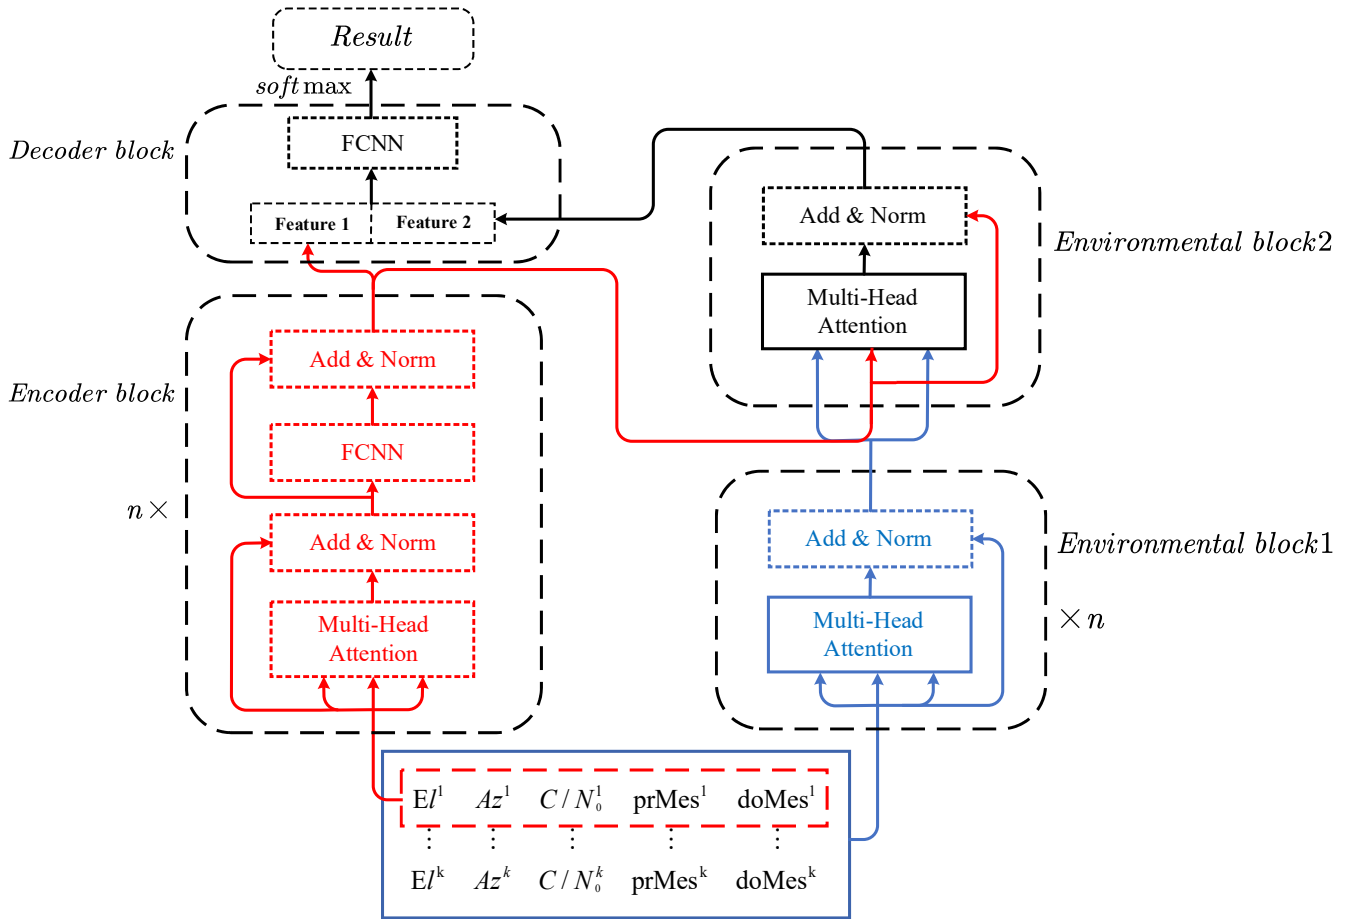 Result
soft max
Decoder block
FCNN
Feature 1 Feature 2
Add & Norm
Environmental block2
Multi-Head
Attention
Encoder block
n ×
Add & Norm
FCNN
Add & Norm
Multi-Head
Attention
Add & Norm
Environmental block1
× n
Multi-Head
Attention
El¹ Az¹ C / N₀¹ prMes¹ doMes¹
⋮ ⋮ ⋮ ⋮ ⋮
Elᵏ Azᵏ C / N₀ᵏ prMesᵏ doMesᵏ